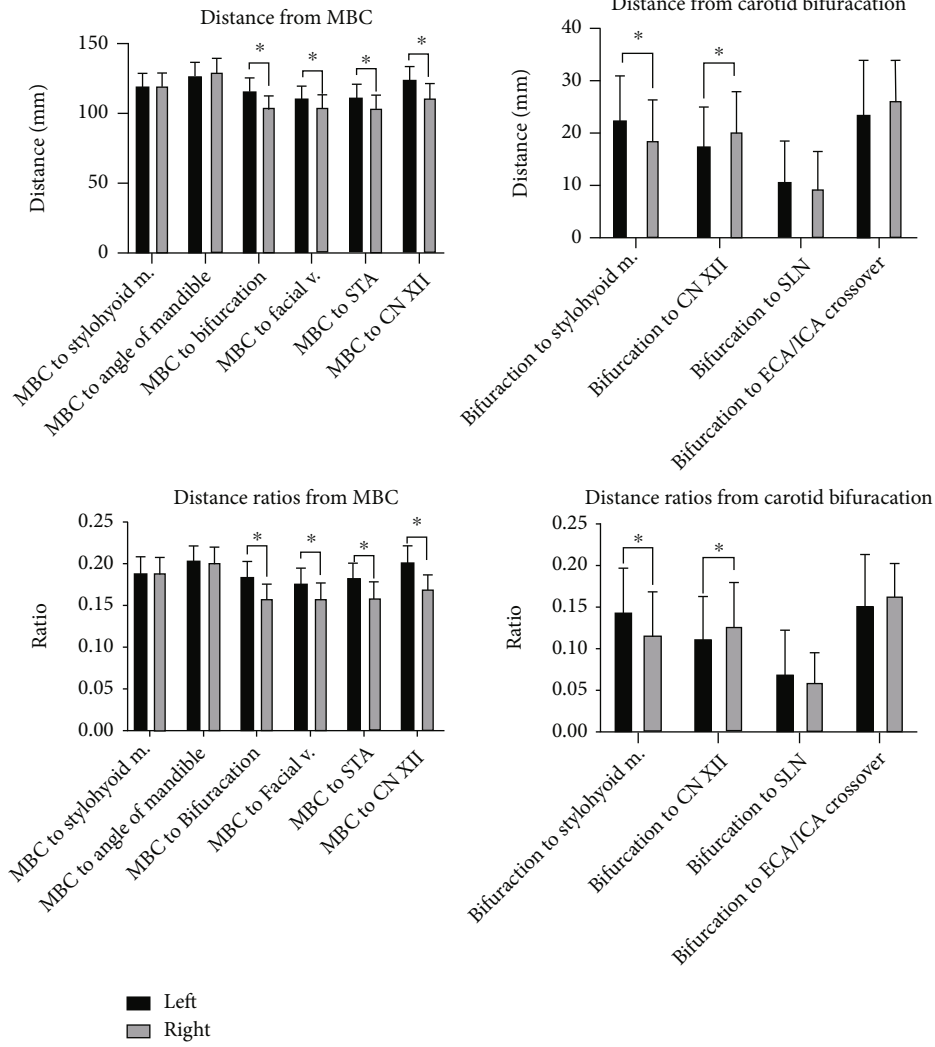 Distance from MBC
Distance (mm)
150
100
50
0
* * * *
MBC to stylohyoid m.
MBC to angle of mandible
MBC to bifurcation
MBC to facial v.
MBC to STA
MBC to CN XII
Distance from carotid bifuracation
Distance (mm)
40
30
20
10
0
* *
Bifuraction to stylohyoid m.
Bifurcation to CN XII
Bifurcation to SLN
Bifurcation to ECA/ICA crossover
Distance ratios from MBC
Ratio
0.25
0.20
0.15
0.10
0.05
0.00
* * * *
MBC to stylohyoid m.
MBC to angle of mandible
MBC to Bifuracation
MBC to Facial v.
MBC to STA
MBC to CN XII
Distance ratios from carotid bifuracation
Ratio
0.25
0.20
0.15
0.10
0.05
0.00
* *
Bifuraction to stylohyoid m.
Bifurcation to CN XII
Bifurcation to SLN
Bifurcation to ECA/ICA crossover
Left
Right